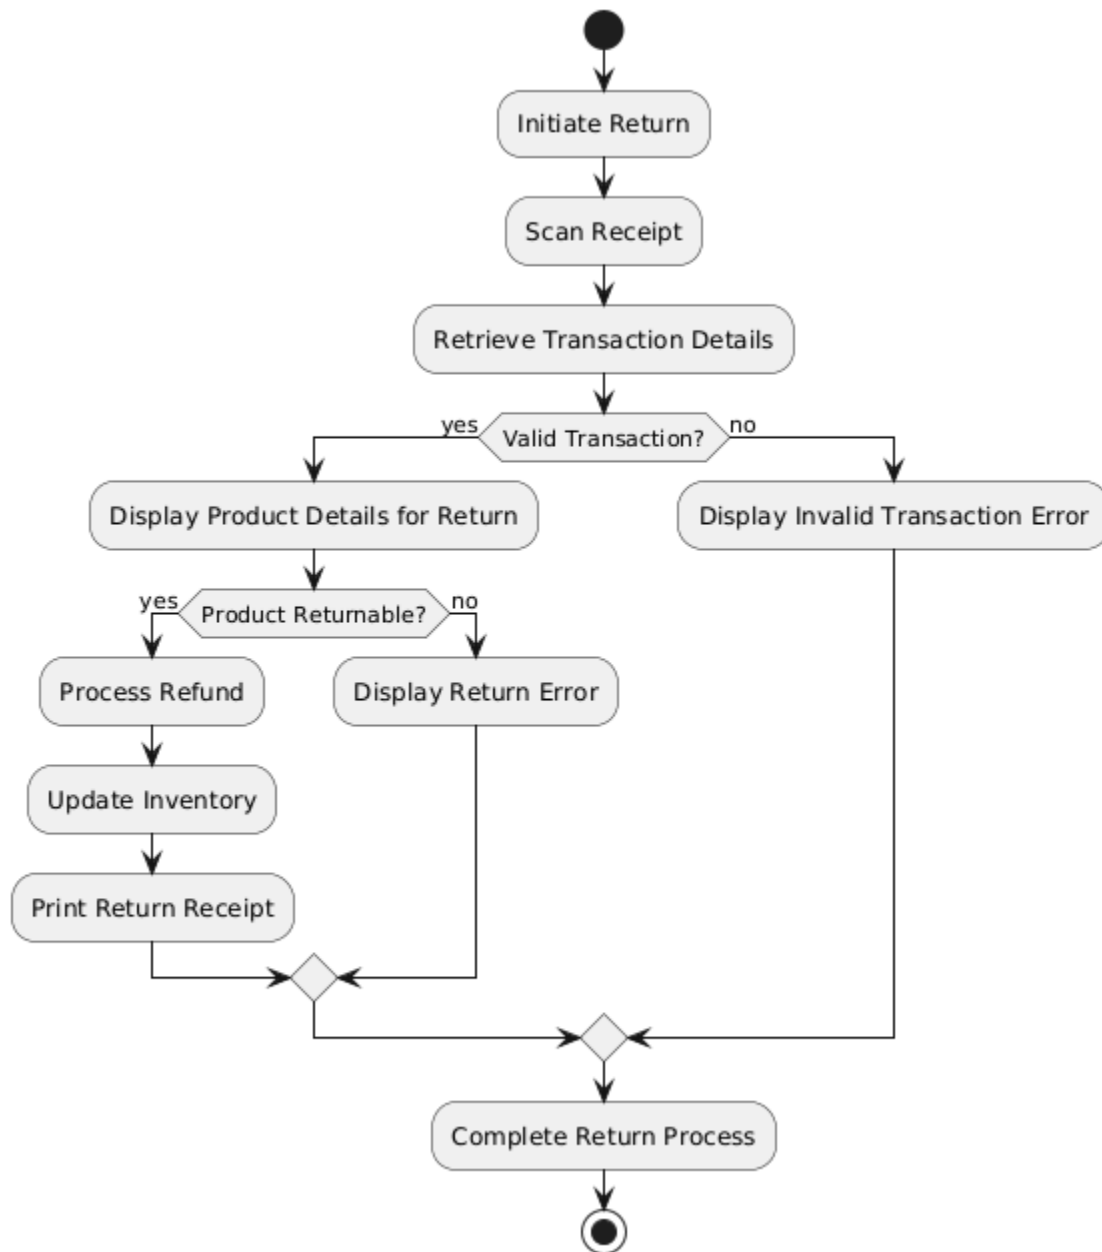 Initiate Return
Scan Receipt
Retrieve Transaction Details
yes
Valid Transaction?
no
Display Product Details for Return
Display Invalid Transaction Error
yes
Product Returnable?
no
Process Refund
Display Return Error
Update Inventory
Print Return Receipt
Complete Return Process